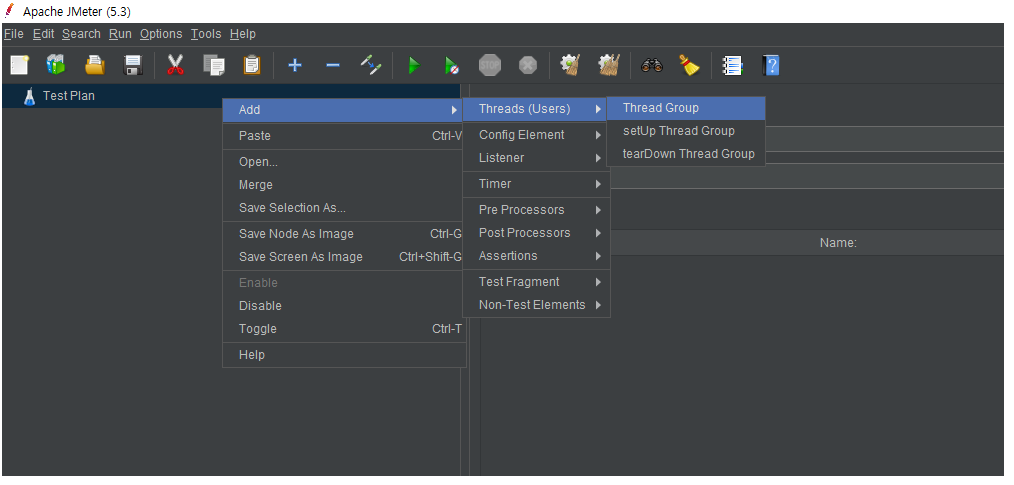 Apache JMeter (5.3)
File Edit Search Run Options Tools Help
STOP
Test Plan
Add
Paste Ctrl-V
Open...
Merge
Save Selection As...
Save Node As Image Ctrl-G
Save Screen As Image Ctrl+Shift-G
Enable
Disable
Toggle Ctrl-T
Help
Threads (Users)
Config Element
Listener
Timer
Pre Processors
Post Processors
Assertions
Test Fragment
Non-Test Elements
Thread Group
setUp Thread Group
tearDown Thread Group
Name: